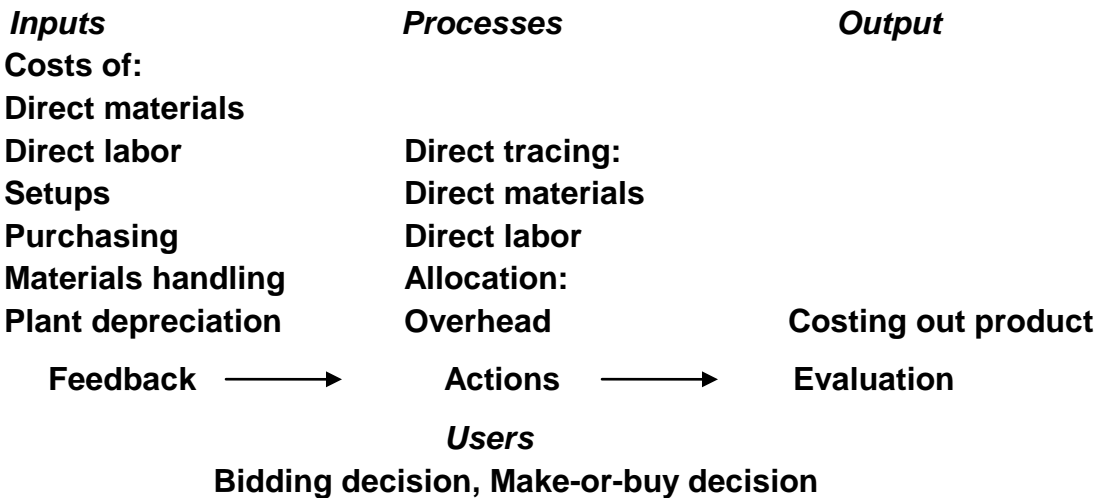 Inputs Processes Output
Costs of:
Direct materials
Direct labor Direct tracing:
Setups Direct materials
Purchasing Direct labor
Materials handling Allocation:
Plant depreciation Overhead Costing out product
Feedback Actions Evaluation
Users
Bidding decision, Make-or-buy decision